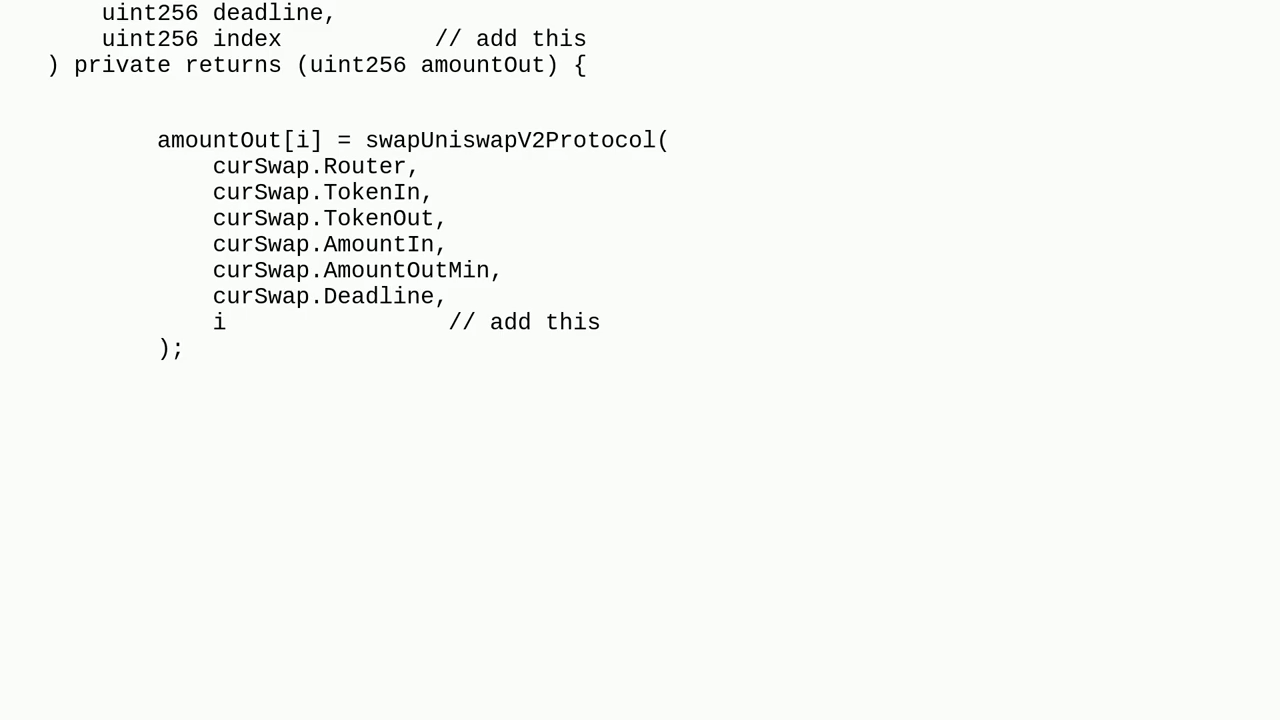 uint256 deadline,
uint256 index           // add this
) private returns (uint256 amountOut) {
amountOut[i] = swapUniswapV2Protocol(
curSwap.Router,
curSwap.TokenIn,
curSwap.TokenOut,
curSwap.AmountIn,
curSwap.AmountOutMin,
curSwap.Deadline,
i                // add this
);